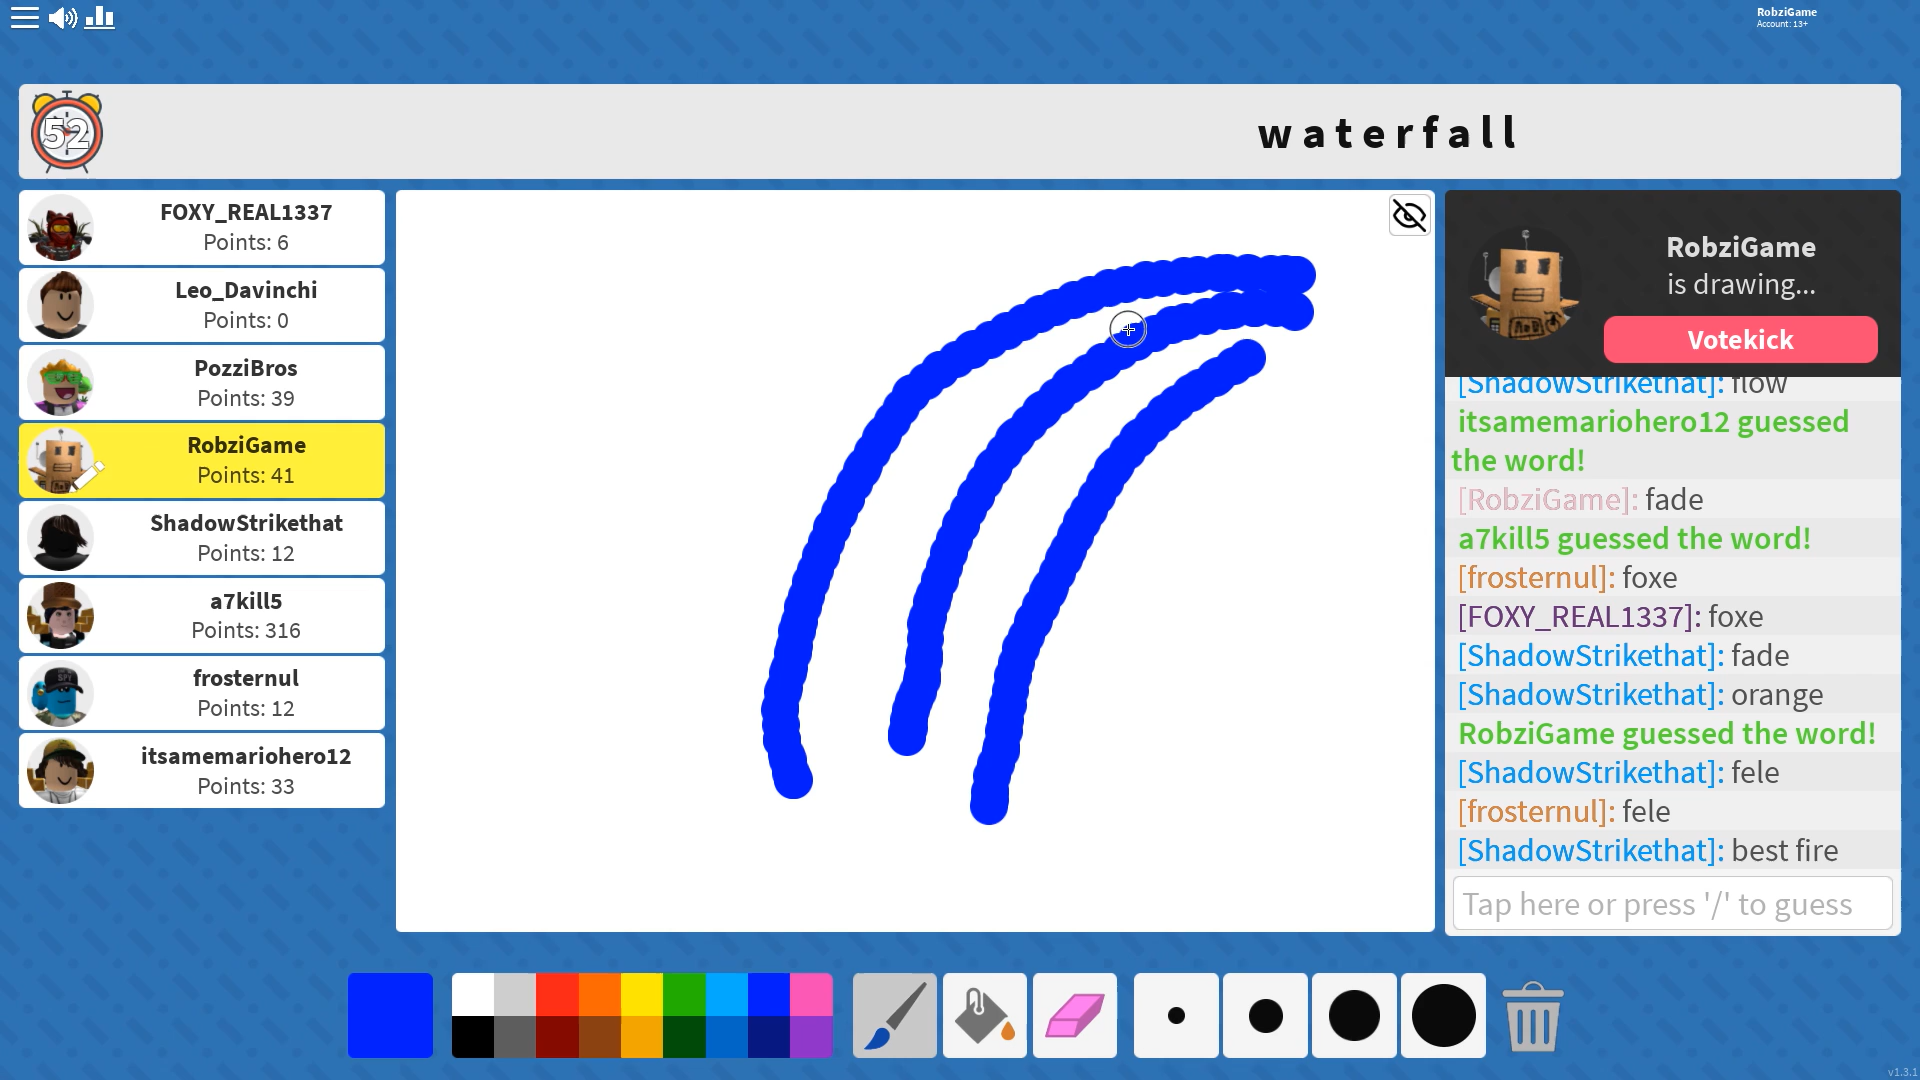 RobziGame
Account: 13+
52
waterfall
FOXY_REAL1337
Points: 6
Leo_Davinchi
Points: 0
PozziBros
Points: 39
RobziGame
Points: 41
ShadowStrikethat
Points: 12
a7kill5
Points: 316
frosternul
Points: 12
itsamemariohero12
Points: 33
RobziGame
is drawing...
Votekick
[ShadowStrikethat]: flow
itsamemariohero12 guessed
the word!
[RobziGame]: fade
a7kill5 guessed the word!
[frosternul]: foxe
[FOXY_REAL1337]: foxe
[ShadowStrikethat]: fade
[ShadowStrikethat]: orange
RobziGame guessed the word!
[ShadowStrikethat]: fele
[frosternul]: fele
[ShadowStrikethat]: best fire
Tap here or press '/' to guess
v1.3.1